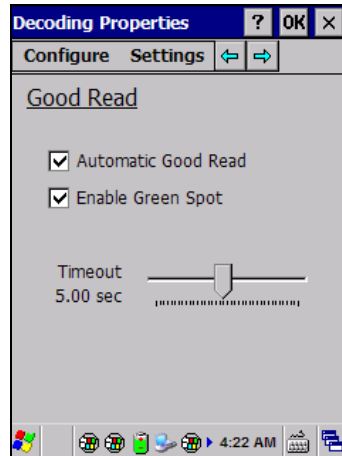 Decoding Properties ? OK ×
Configure Settings
Good Read
Automatic Good Read
Enable Green Spot
Timeout
5.00 sec
4:22 AM